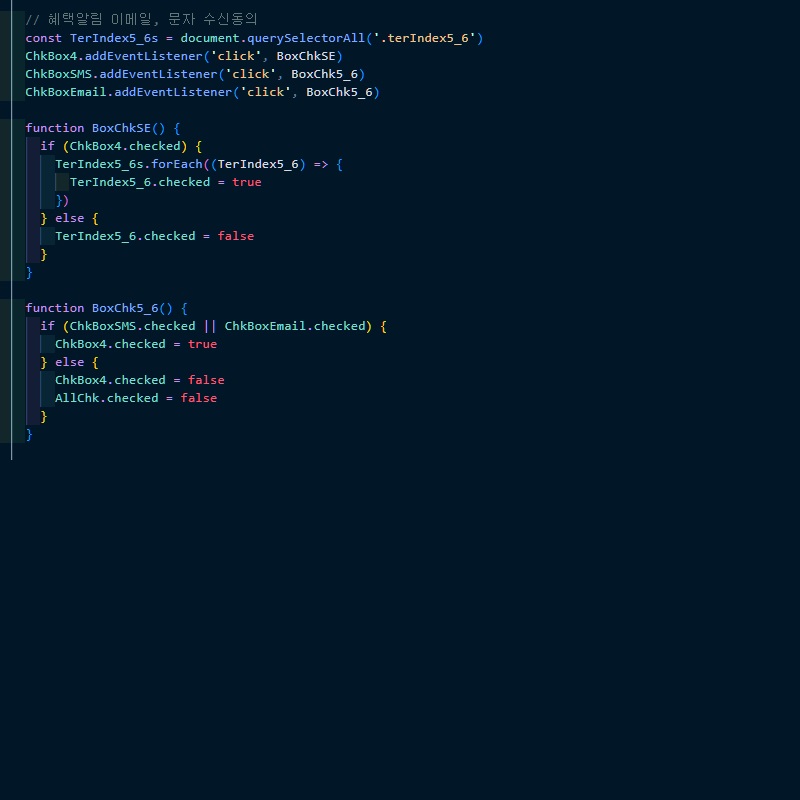 // 혜택알림 이메일, 문자 수신동의
const TerIndex5_6s = document.querySelectorAll('.terIndex5_6')
ChkBox4.addEventListener('click', BoxChkSE)
ChkBoxSMS.addEventListener('click', BoxChk5_6)
ChkBoxEmail.addEventListener('click', BoxChk5_6)

function BoxChkSE() {
  if (ChkBox4.checked) {
    TerIndex5_6s.forEach((TerIndex5_6) => {
      TerIndex5_6.checked = true
    })
  } else {
    TerIndex5_6.checked = false
  }
}

function BoxChk5_6() {
  if (ChkBoxSMS.checked || ChkBoxEmail.checked) {
    ChkBox4.checked = true
  } else {
    ChkBox4.checked = false
    AllChk.checked = false
  }
}